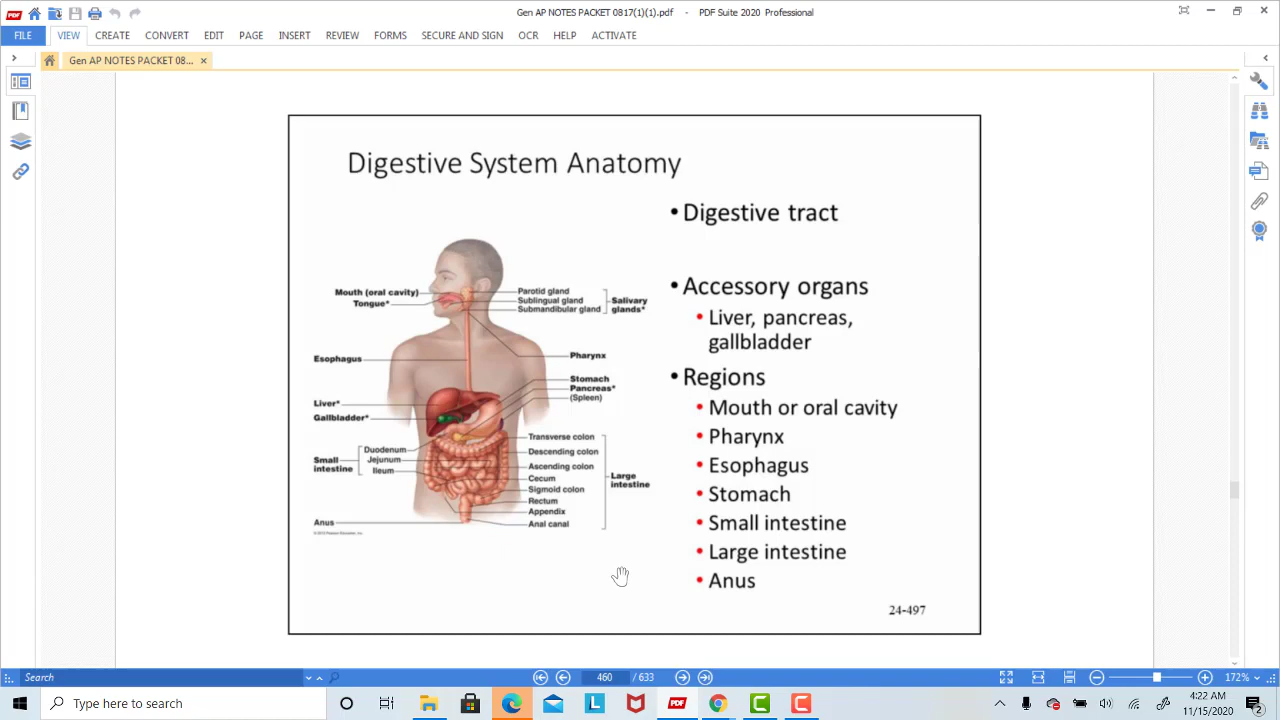 Gen AP NOTES PACKET 0817(1)(1).pdf - PDF Suite 2020 Professional
FILE VIEW CREATE CONVERT EDIT PAGE INSERT REVIEW FORMS SECURE AND SIGN OCR HELP ACTIVATE
Gen AP NOTES PACKET 08...
Digestive System Anatomy
Mouth (oral cavity)
Tongue*
Esophagus
Liver*
Gallbladder*
Small
intestine
Duodenum
Jejunum
Ileum
Anus
Parotid gland
Sublingual gland
Submandibular gland
Salivary
glands*
Pharynx
Stomach
Pancreas*
(Spleen)
Transverse colon
Descending colon
Ascending colon
Cecum
Sigmoid colon
Rectum
Appendix
Anal canal
Large
intestine
• Digestive tract
• Accessory organs
• Liver, pancreas,
gallbladder
• Regions
• Mouth or oral cavity
• Pharynx
• Esophagus
• Stomach
• Small intestine
• Large intestine
• Anus
24-497
Search
460 / 633
172%
Type here to search
11:22 AM
11/15/2020